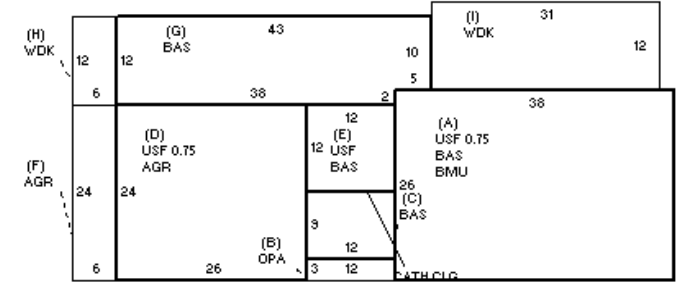 (H)
WDK
12
6
(G)
BAS
43
12
10
5
38
2
(I)
WDK
31
12
38
(A)
USF 0.75
BAS
BMU
26
(D)
USF 0.75
AGR
24
26
12
(E)
12 USF
BAS
(F)
AGR
24
6
(C)
BAS
9
12
(B)
OPA
3
12
CATH CLG